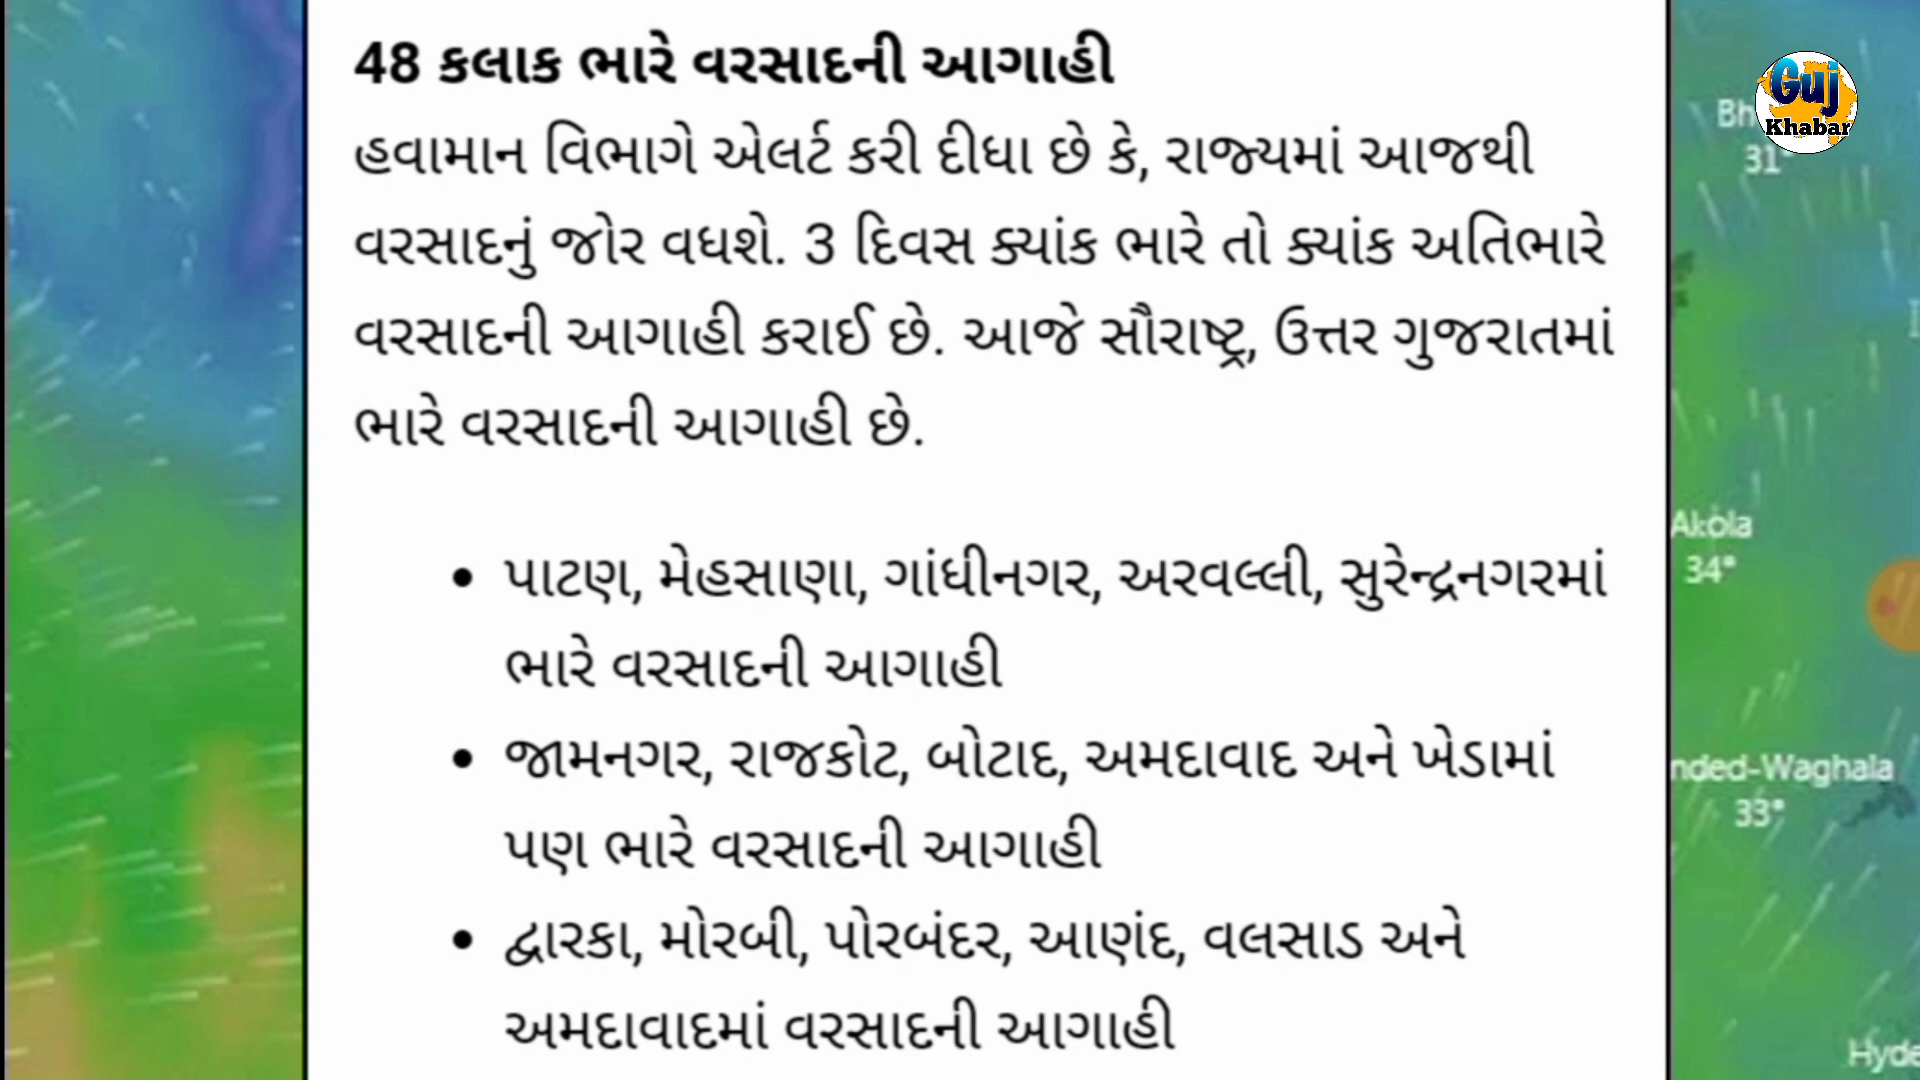 48 કલાક ભારે વરસાદની આગાહી
હવામાન વિભાગે એલર્ટ કરી દીધા છે કે, રાજ્યમાં આજથી
વરસાદનું જોર વધશે. 3 દિવસ ક્યાંક ભારે તો ક્યાંક અતિભારે
વરસાદની આગાહી કરાઈ છે. આજે સૌરાષ્ટ્ર, ઉત્તર ગુજરાતમાં
ભારે વરસાદની આગાહી છે.
• પાટણ, મેહસાણા, ગાંધીનગર, અરવલ્લી, સુરેન્દ્રનગરમાં
ભારે વરસાદની આગાહી
• જામનગર, રાજકોટ, બોટાદ, અમદાવાદ અને ખેડામાં
પણ ભારે વરસાદની આગાહી
• દ્વારકા, મોરબી, પોરબંદર, આણંદ, વલસાડ અને
અમદાવાદમાં વરસાદની આગાહી
Guj
Khabar
31°
Akola
34°
nded-Waghala
33°
Hyde